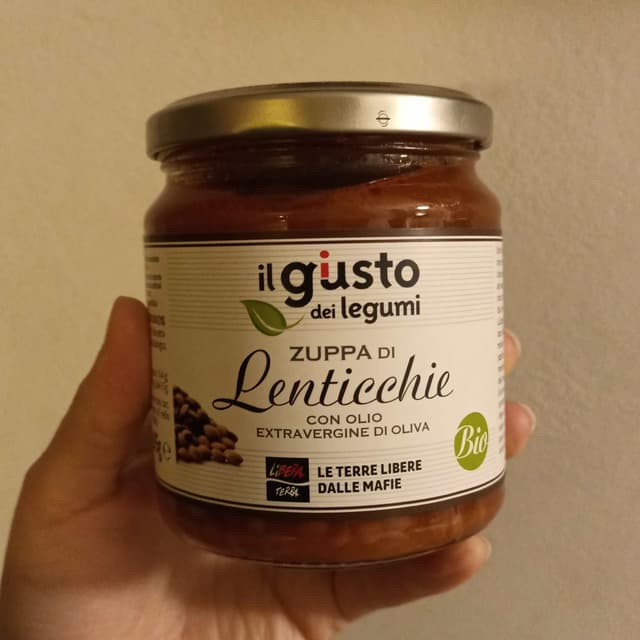 il giusto
dei legumi
ZUPPA DI
Lenticchie
CON OLIO
EXTRAVERGINE DI OLIVA
Bio
LiBERA
TERRA
LE TERRE LIBERE
DALLE MAFIE